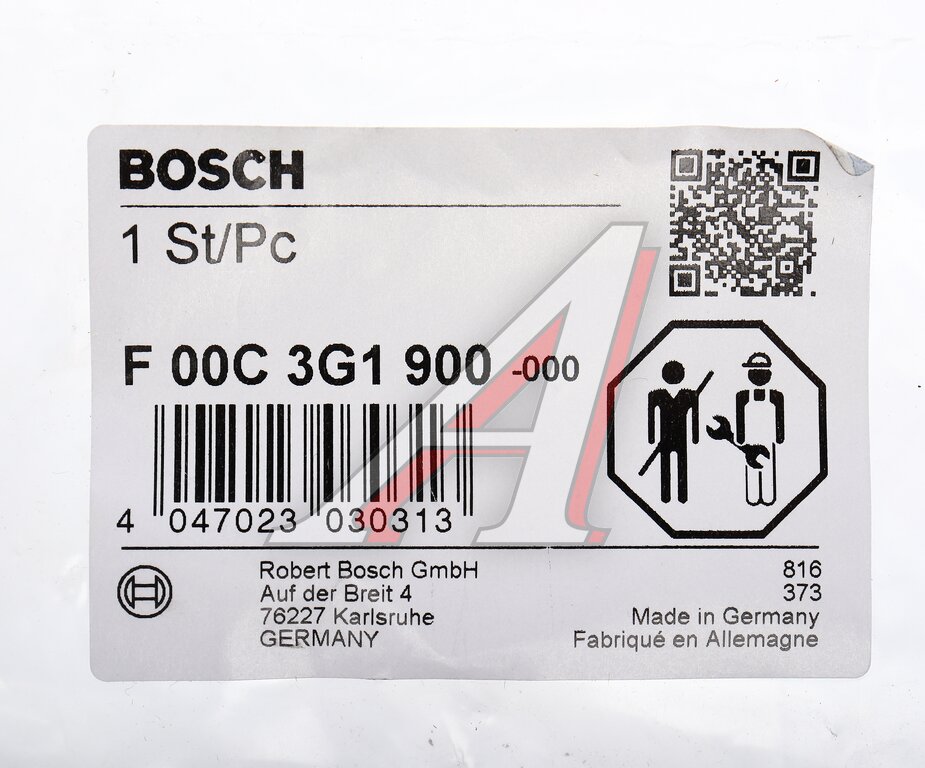 BOSCH
1 St/Pc
F 00C 3G1 900 -000
4 047023 030313
Robert Bosch GmbH
Auf der Breit 4
76227 Karlsruhe
GERMANY
816
373
Made in Germany
Fabriqué en Allemagne